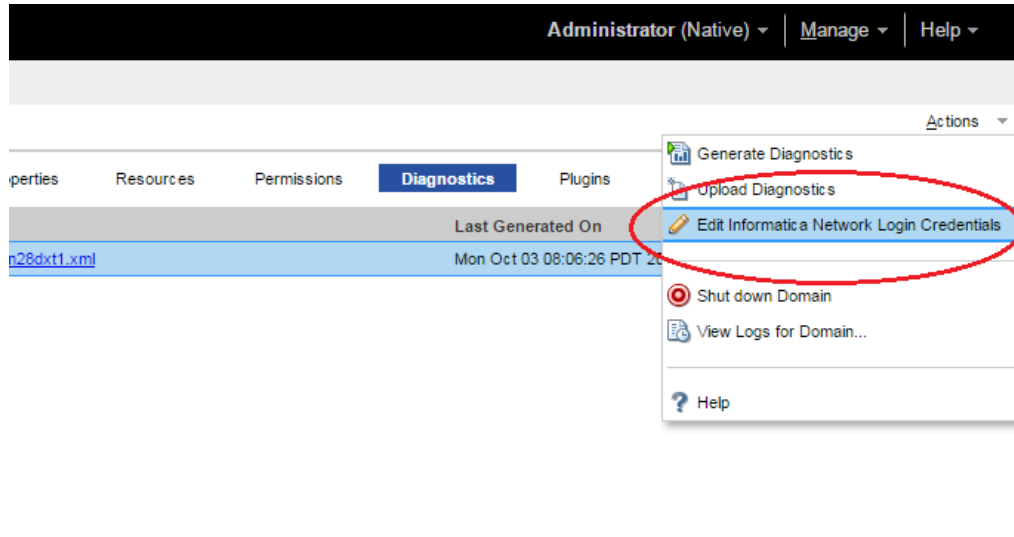 Administrator (Native) Manage Help
Actions
perties Resources Permissions Diagnostics Plugins
Generate Diagnostics
Upload Diagnostics
Last Generated On
Edit Informatica Network Login Credentials
n28dxt1.xml Mon Oct 03 08:06:26 PDT 20
Shut down Domain
View Logs for Domain...
Help